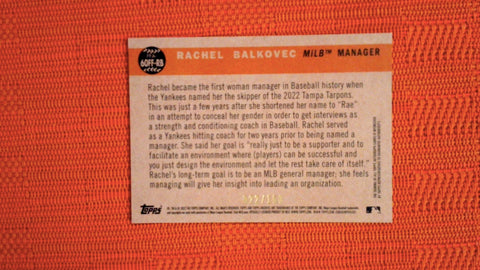 60FF-RB
RACHEL BALKOVEC MiLB™ MANAGER
Rachel became the first woman manager in Baseball history when
the Yankees named her the skipper of the 2022 Tampa Tarpons.
This was just a few years after she shortened her name to "Rae"
in an attempt to conceal her gender in order to get interviews as
a strength and conditioning coach in Baseball. Rachel served
as a Yankees hitting coach for two years prior to being named a
manager. She said her goal is "really just to be a supporter and to
facilitate an environment where (players) can be successful and
you just design the environment and let the rest take care of itself."
Rachel's long-term goal is to be an MLB general manager; she feels
managing will give her insight into leading an organization.
TOPPS